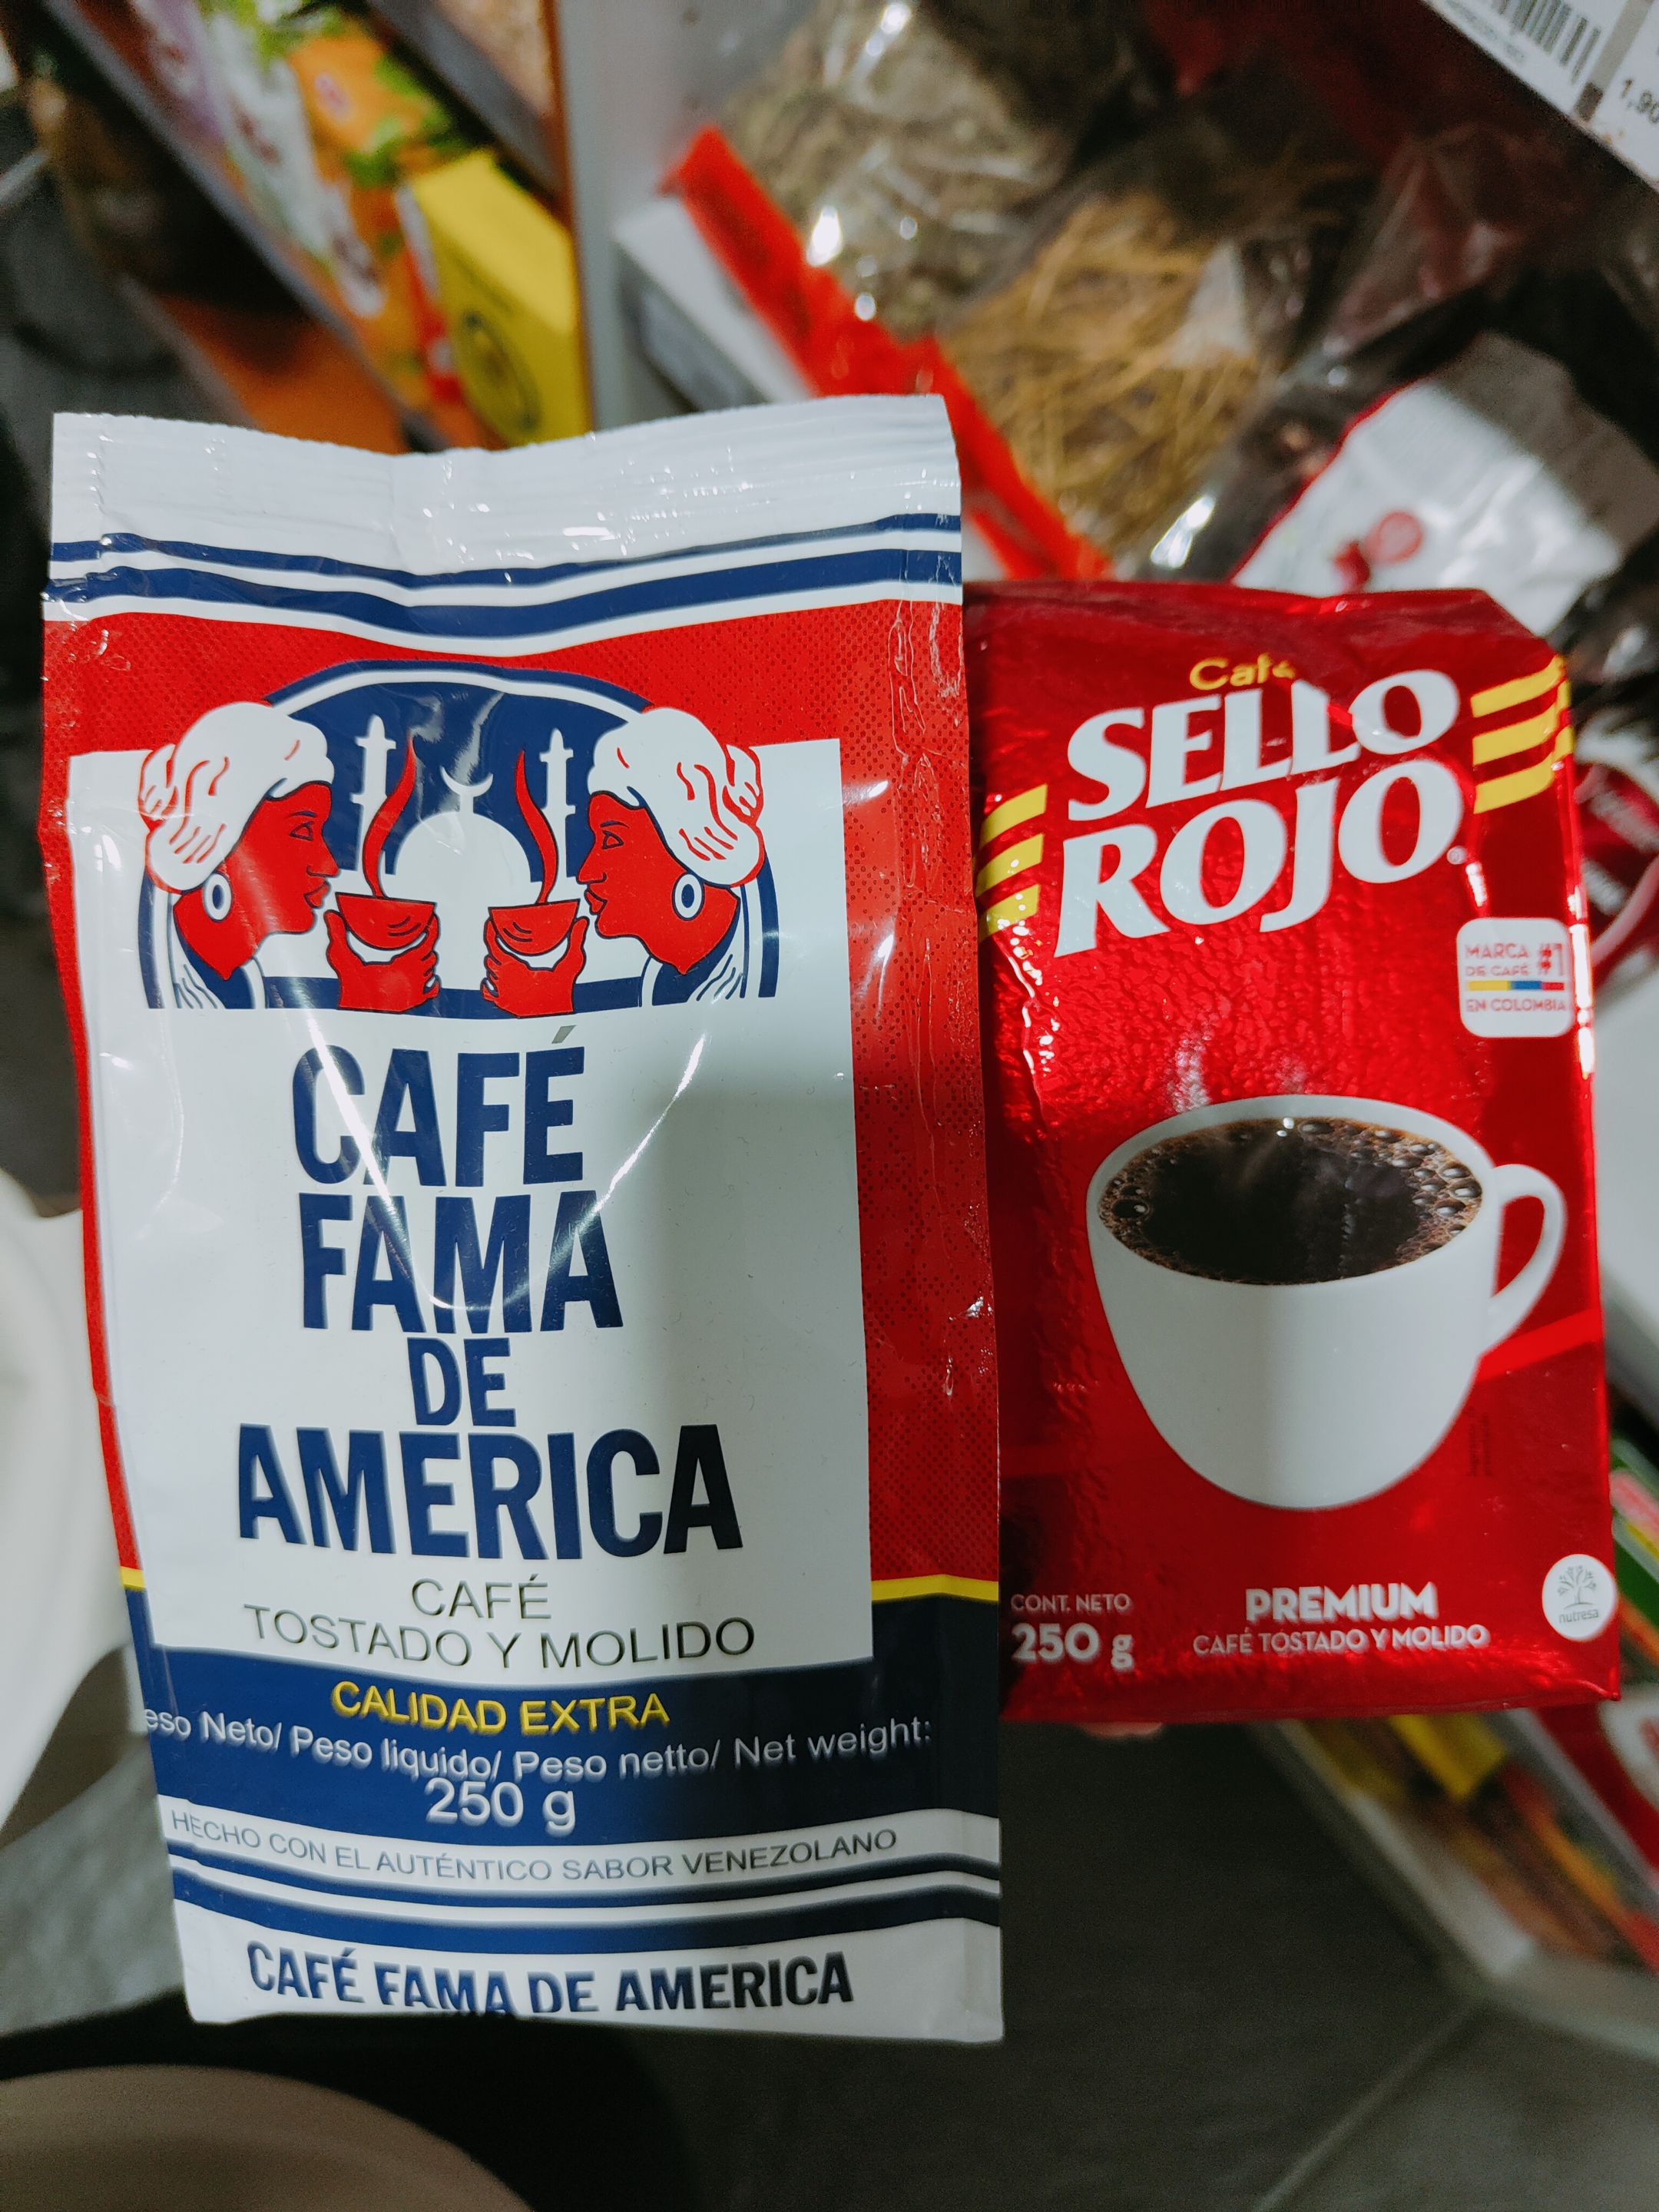 CAFÉ
FAMA
DE
AMERICA
CAFÉ
TOSTADO Y MOLIDO
CALIDAD EXTRA
eso Neto/ Peso liquido/ Peso netto/ Net weight:
250 g
HECHO CON EL AUTÉNTICO SABOR VENEZOLANO
CAFÉ FAMA DE AMERICA
Café
SELLO
ROJO
MARCA
DE CAFÉ #1
EN COLOMBIA
CONT. NETO
250 g
PREMIUM
CAFÉ TOSTADO Y MOLIDO
nutresa